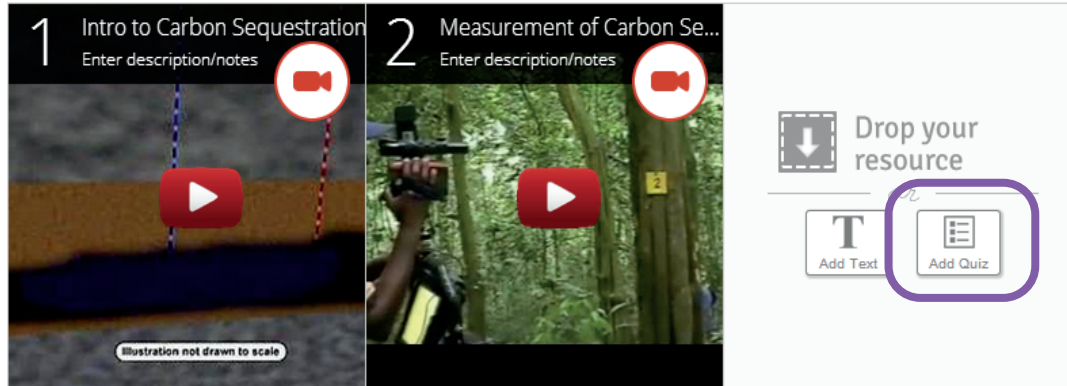 1 Intro to Carbon Sequestration
Enter description/notes
Illustration not drawn to scale
2 Measurement of Carbon Se...
Enter description/notes
2
Drop your
resource
or
T
Add Text
Add Quiz